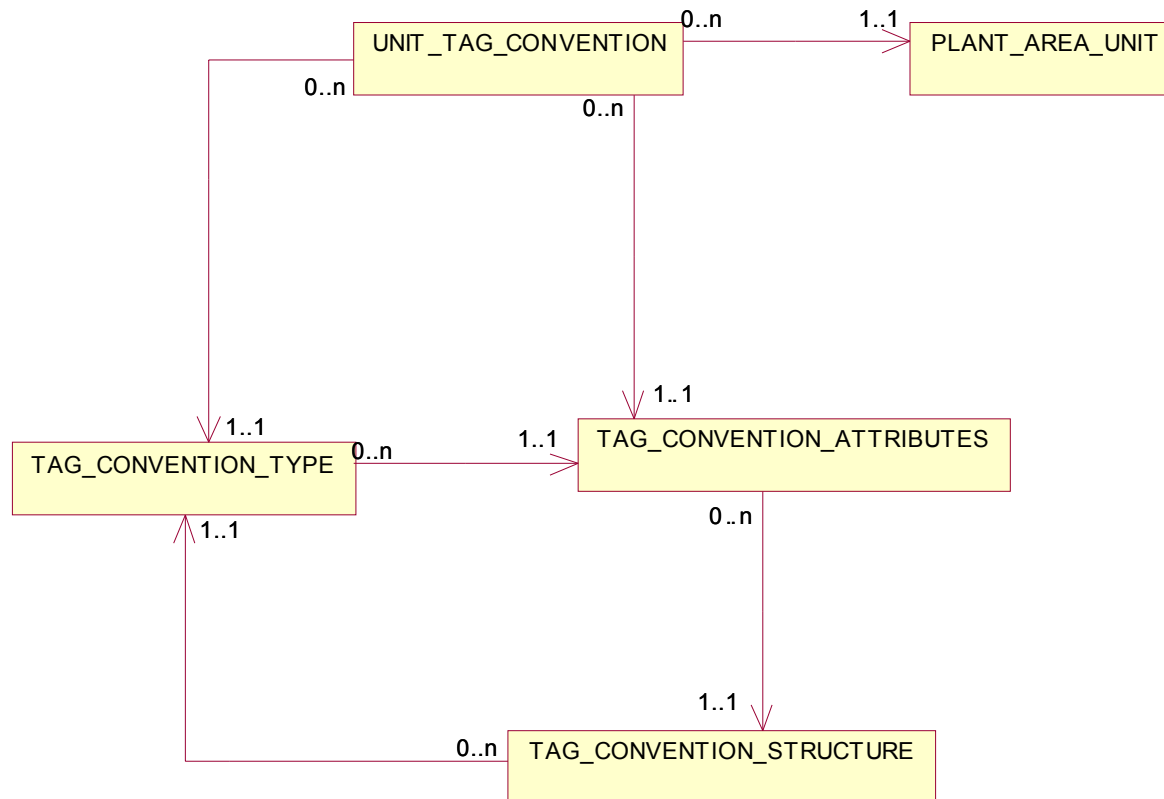 0..n
1..1
UNIT_TAG_CONVENTION
PLANT_AREA_UNIT
0..n
0..n
1..1
1..1
TAG_CONVENTION_ATTRIBUTES
0..n
1..1
TAG_CONVENTION_TYPE
0..n
1..1
1..1
0..n
TAG_CONVENTION_STRUCTURE